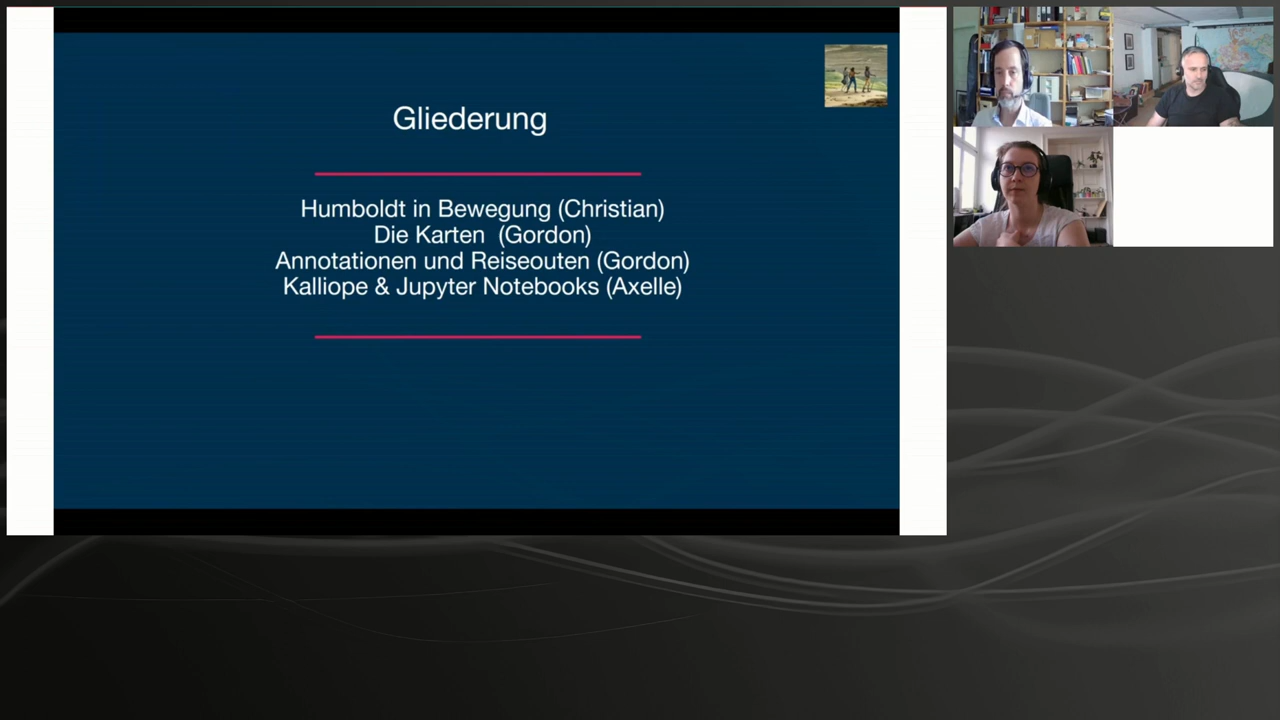 Gliederung
Humboldt in Bewegung (Christian)
Die Karten (Gordon)
Annotationen und Reiseouten (Gordon)
Kalliope & Jupyter Notebooks (Axelle)